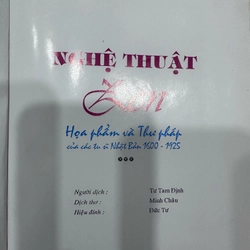 NGHỆ THUẬT
Zen
Họa phẩm và Thư pháp
của các tu sĩ Nhật Bản 1600 - 1925
Người dịch : Tự Tam Định
Dịch thơ : Minh Châu
Hiệu đính : Đức Tư